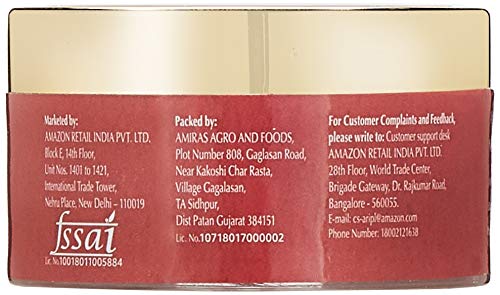 Marketed by:
AMAZON RETAIL INDIA PVT. LTD.
Block E, 14th Floor,
Unit Nos. 1401 to 1421,
International Trade Tower,
Nehru Place, New Delhi - 110019
fssai
Lic. No.10018011005884
Packed by:
AMIRAS AGRO AND FOODS,
Plot Number 808, Gaglasan Road,
Near Kakoshi Char Rasta,
Village Gagalasan,
TA Sidhpur,
Dist Patan Gujarat 384151
Lic. No.10718017000002
For Customer Complaints and Feedback,
please write to: Customer support desk
AMAZON RETAIL INDIA PVT. LTD.
28th Floor, World Trade Center,
Brigade Gateway, Dr. Rajkumar Road,
Bangalore - 560055.
E-mail: cs-aripl@amazon.com
Phone Number: 18002121638